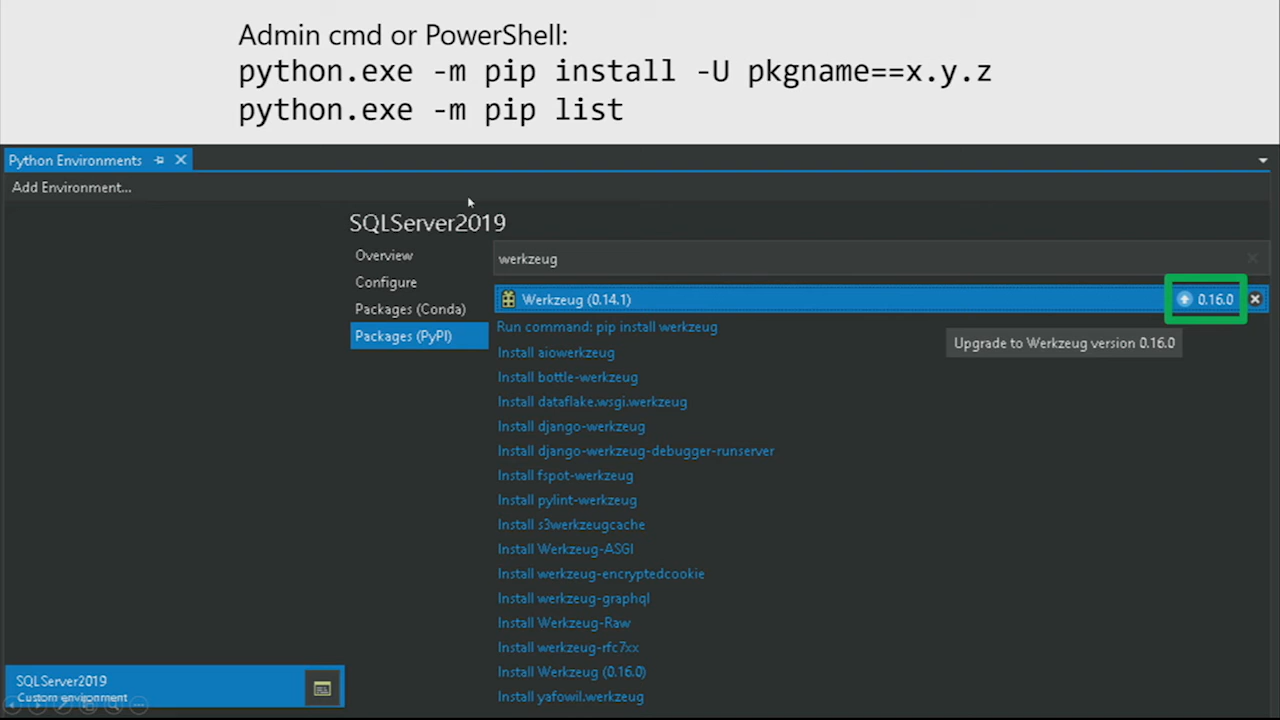 Admin cmd or PowerShell:
python.exe -m pip install -U pkgname==x.y.z
python.exe -m pip list
Python Environments
Add Environment...
SQLServer2019
Overview
Configure
Packages (Conda)
Packages (PyPI)
werkzeug
Werkzeug (0.14.1)
0.16.0
Run command: pip install werkzeug
Upgrade to Werkzeug version 0.16.0
Install aiowerkzeug
Install bottle-werkzeug
Install dataflake.wsgi.werkzeug
Install django-werkzeug
Install django-werkzeug-debugger-runserver
Install fspot-werkzeug
Install pylint-werkzeug
Install s3werkzeugcache
Install Werkzeug-ASGI
Install werkzeug-encryptedcookie
Install werkzeug-graphql
Install Werkzeug-Raw
Install werkzeug-rfc7xx
Install Werkzeug (0.16.0)
Install yafowil.werkzeug
SQLServer2019
Custom environment